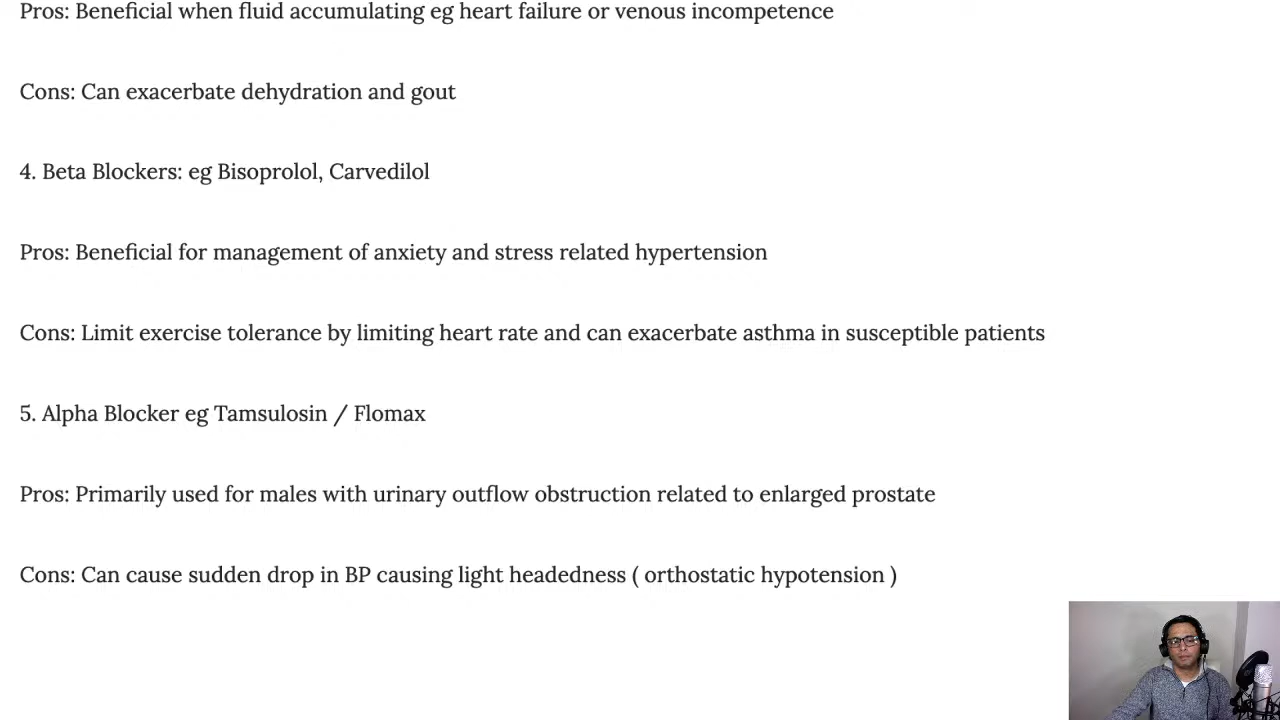 Pros: Beneficial when fluid accumulating eg heart failure or venous incompetence
Cons: Can exacerbate dehydration and gout
4. Beta Blockers: eg Bisoprolol, Carvedilol
Pros: Beneficial for management of anxiety and stress related hypertension
Cons: Limit exercise tolerance by limiting heart rate and can exacerbate asthma in susceptible patients
5. Alpha Blocker eg Tamsulosin / Flomax
Pros: Primarily used for males with urinary outflow obstruction related to enlarged prostate
Cons: Can cause sudden drop in BP causing light headedness ( orthostatic hypotension )